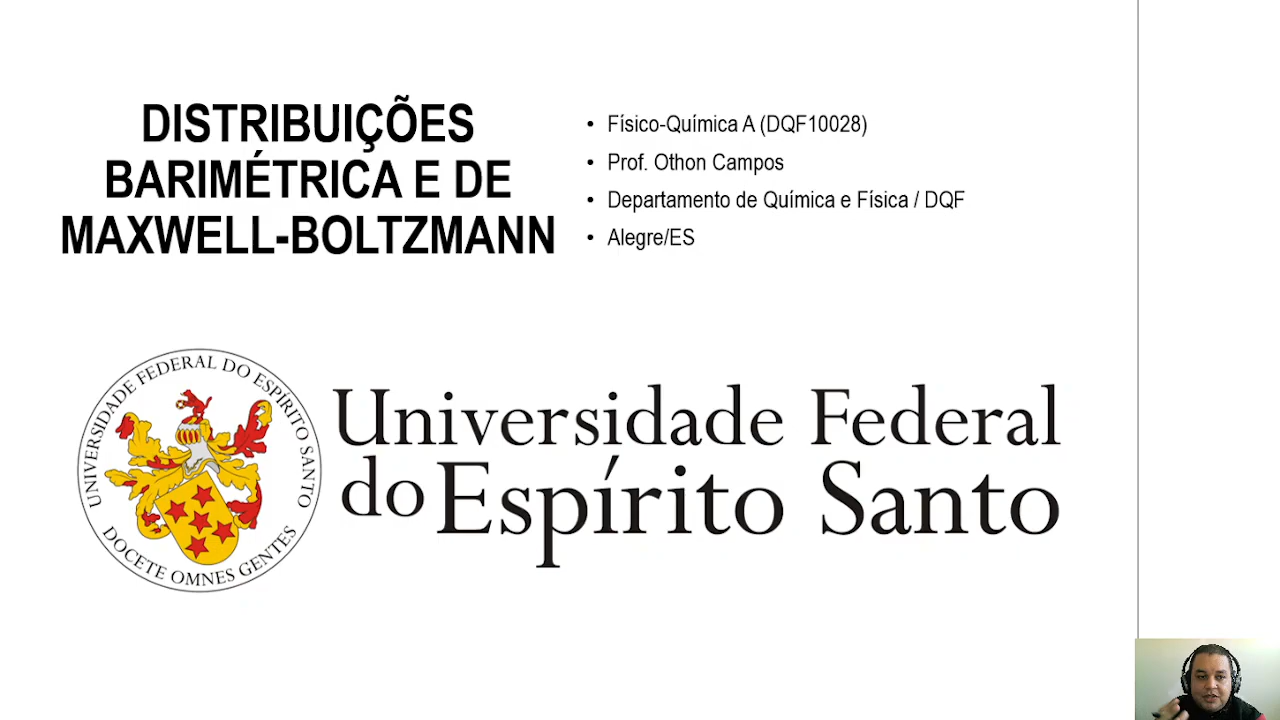 DISTRIBUIÇÕES
BARIMÉTRICA E DE
MAXWELL-BOLTZMANN
• Físico-Química A (DQF10028)
• Prof. Othon Campos
• Departamento de Química e Física / DQF
• Alegre/ES
UNIVERSIDADE FEDERAL DO ESPÍRITO SANTO
DOCETE OMNES GENTES
Universidade Federal
do Espírito Santo